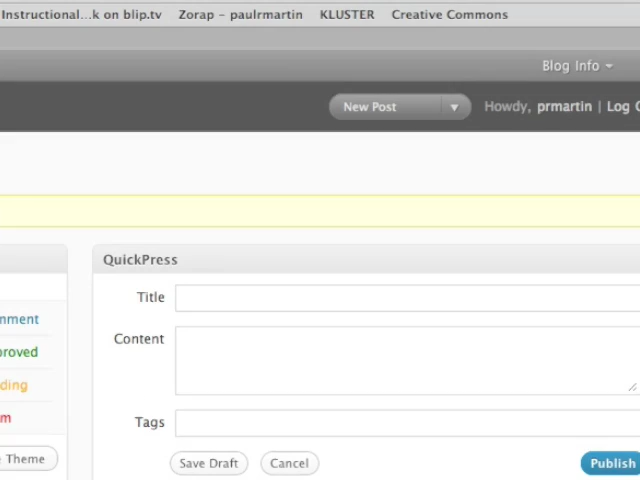 Instructional...k on blip.tv Zorap – paulrmartin KLUSTER Creative Commons
Blog Info
New Post Howdy, prmartin | Log
QuickPress
Title
mment
Content
proved
ding
m
Tags
Theme
Save Draft Cancel Publish